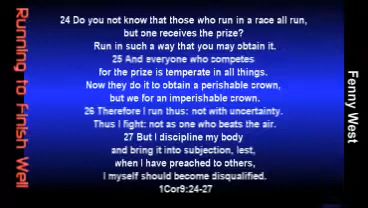 Running to Finish Well
24 Do you not know that those who run in a race all run,
but one receives the prize?
Run in such a way that you may obtain it.
25 And everyone who competes
for the prize is temperate in all things.
Now they do it to obtain a perishable crown,
but we for an imperishable crown.
26 Therefore I run thus: not with uncertainty.
Thus I fight: not as one who beats the air.
27 But I discipline my body
and bring it into subjection, lest,
when I have preached to others,
I myself should become disqualified.
1Cor9:24-27
Fenny West